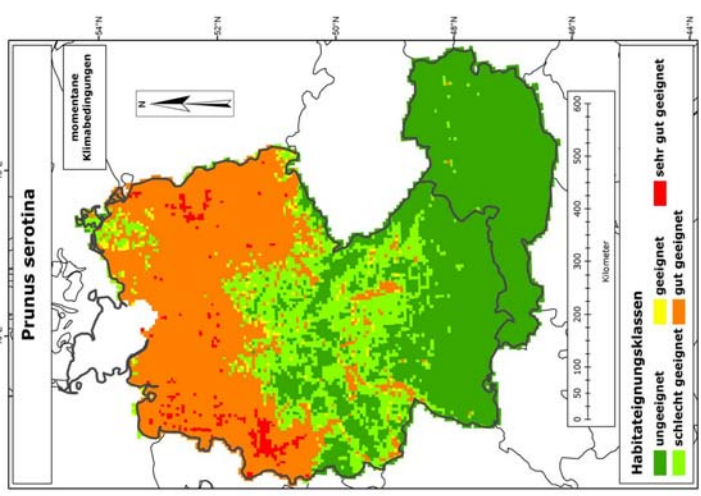 Prunus serotina
momentane
Klimabedingungen
N
54°N
52°N
50°N
48°N
46°N
44°N
0
50
100
200
300
400
500
600
Kilometer
Habitateignungsklassen
ungeeignet
geeignet
sehr gut geeignet
schlecht geeignet
gut geeignet